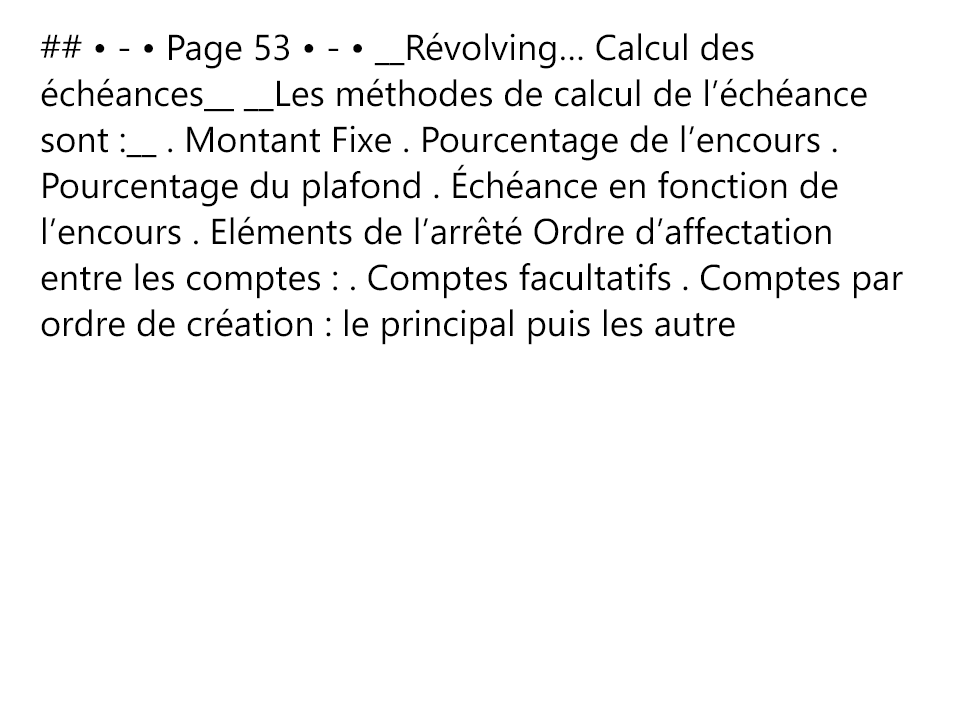 ## • - • Page 53 • - • __Révolving… Calcul des
échéances__ __Les méthodes de calcul de l’échéance
sont :__ . Montant Fixe . Pourcentage de l’encours .
Pourcentage du plafond . Échéance en fonction de
l’encours . Eléments de l’arrêté Ordre d’affectation
entre les comptes : . Comptes facultatifs . Comptes par
ordre de création : le principal puis les autre